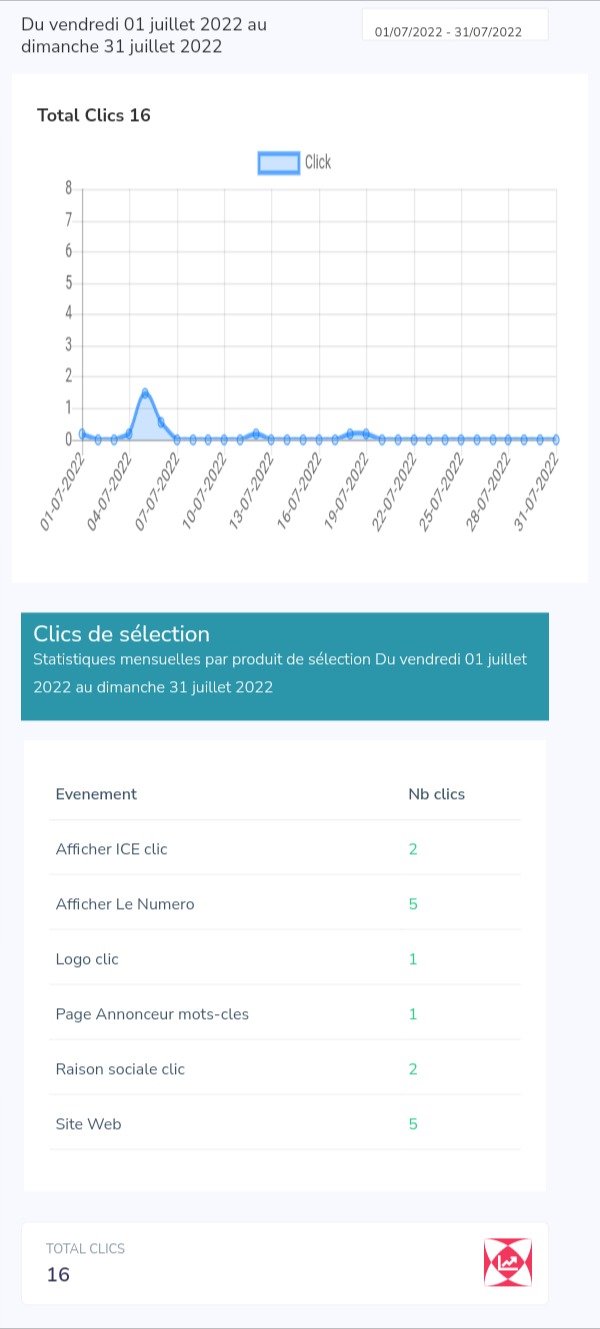 Du vendredi 01 juillet 2022 au
dimanche 31 juillet 2022
01/07/2022 - 31/07/2022
Total Clics 16
Click
8
7
6
5
4
3
2
1
0
01-07-2022
04-07-2022
07-07-2022
10-07-2022
13-07-2022
16-07-2022
19-07-2022
22-07-2022
25-07-2022
28-07-2022
31-07-2022
Clics de sélection
Statistiques mensuelles par produit de sélection Du vendredi 01 juillet
2022 au dimanche 31 juillet 2022
Evenement Nb clics
Afficher ICE clic 2
Afficher Le Numero 5
Logo clic 1
Page Annonceur mots-cles 1
Raison sociale clic 2
Site Web 5
TOTAL CLICS
16